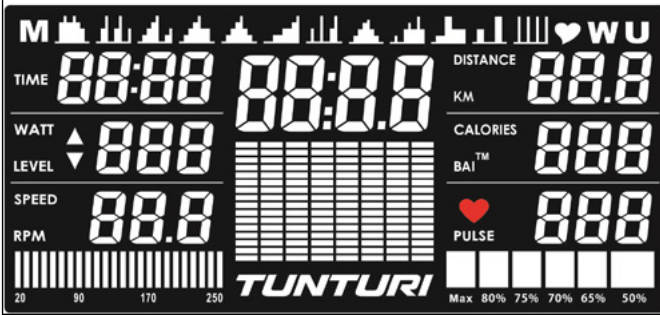 M WU
TIME 88:88
88:8.8
DISTANCE
KM 88.8
WATT
LEVEL 888
CALORIES
BAI™ 888
SPEED
RPM 88.8
PULSE 888
20 90 170 250
TUNTURI
Max 80% 75% 70% 65% 50%